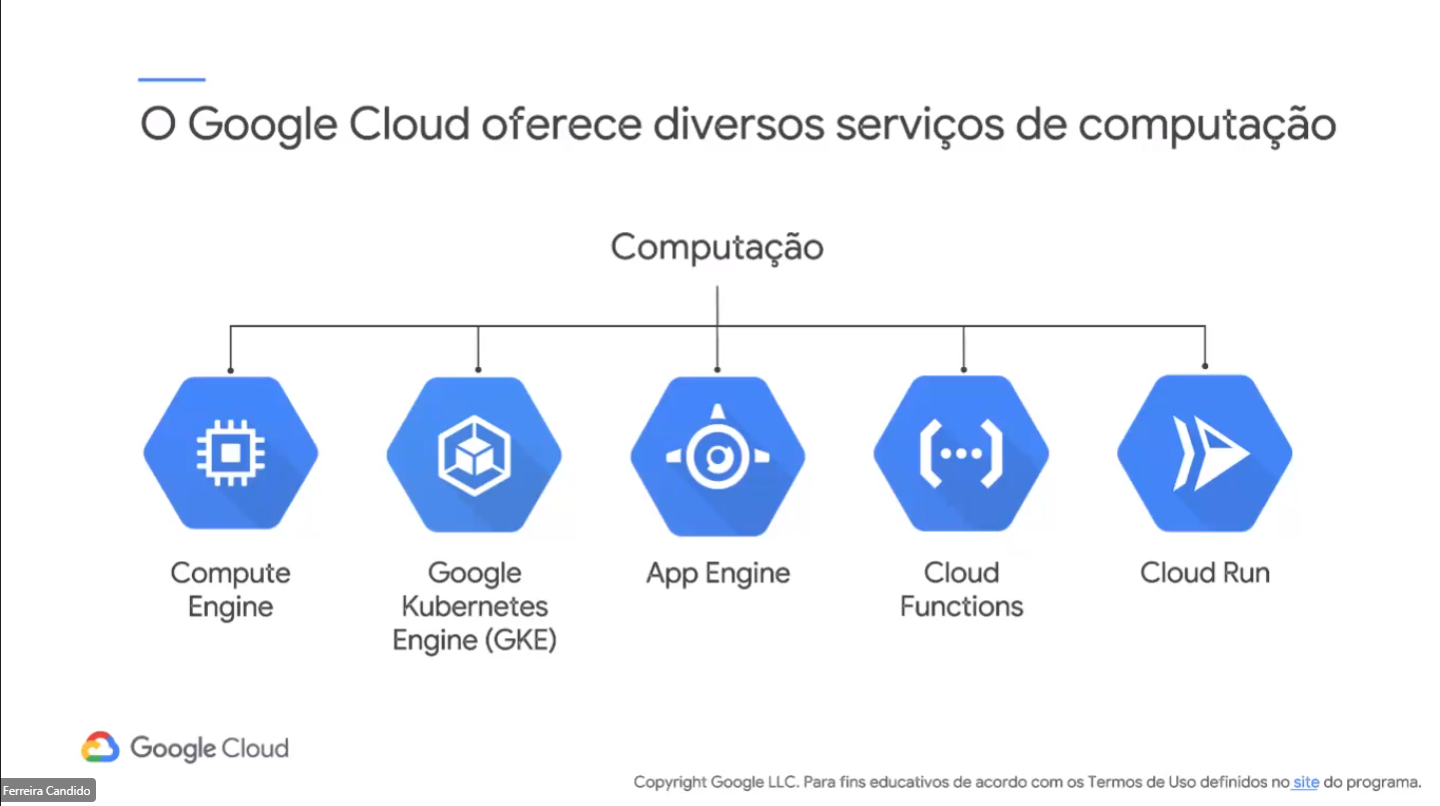 O Google Cloud oferece diversos serviços de computação
Computação
Compute
Engine
Google
Kubernetes
Engine (GKE)
App Engine
Cloud
Functions
Cloud Run
Google Cloud
Ferreira Candido
Copyright Google LLC. Para fins educativos de acordo com os Termos de Uso definidos no site do programa.